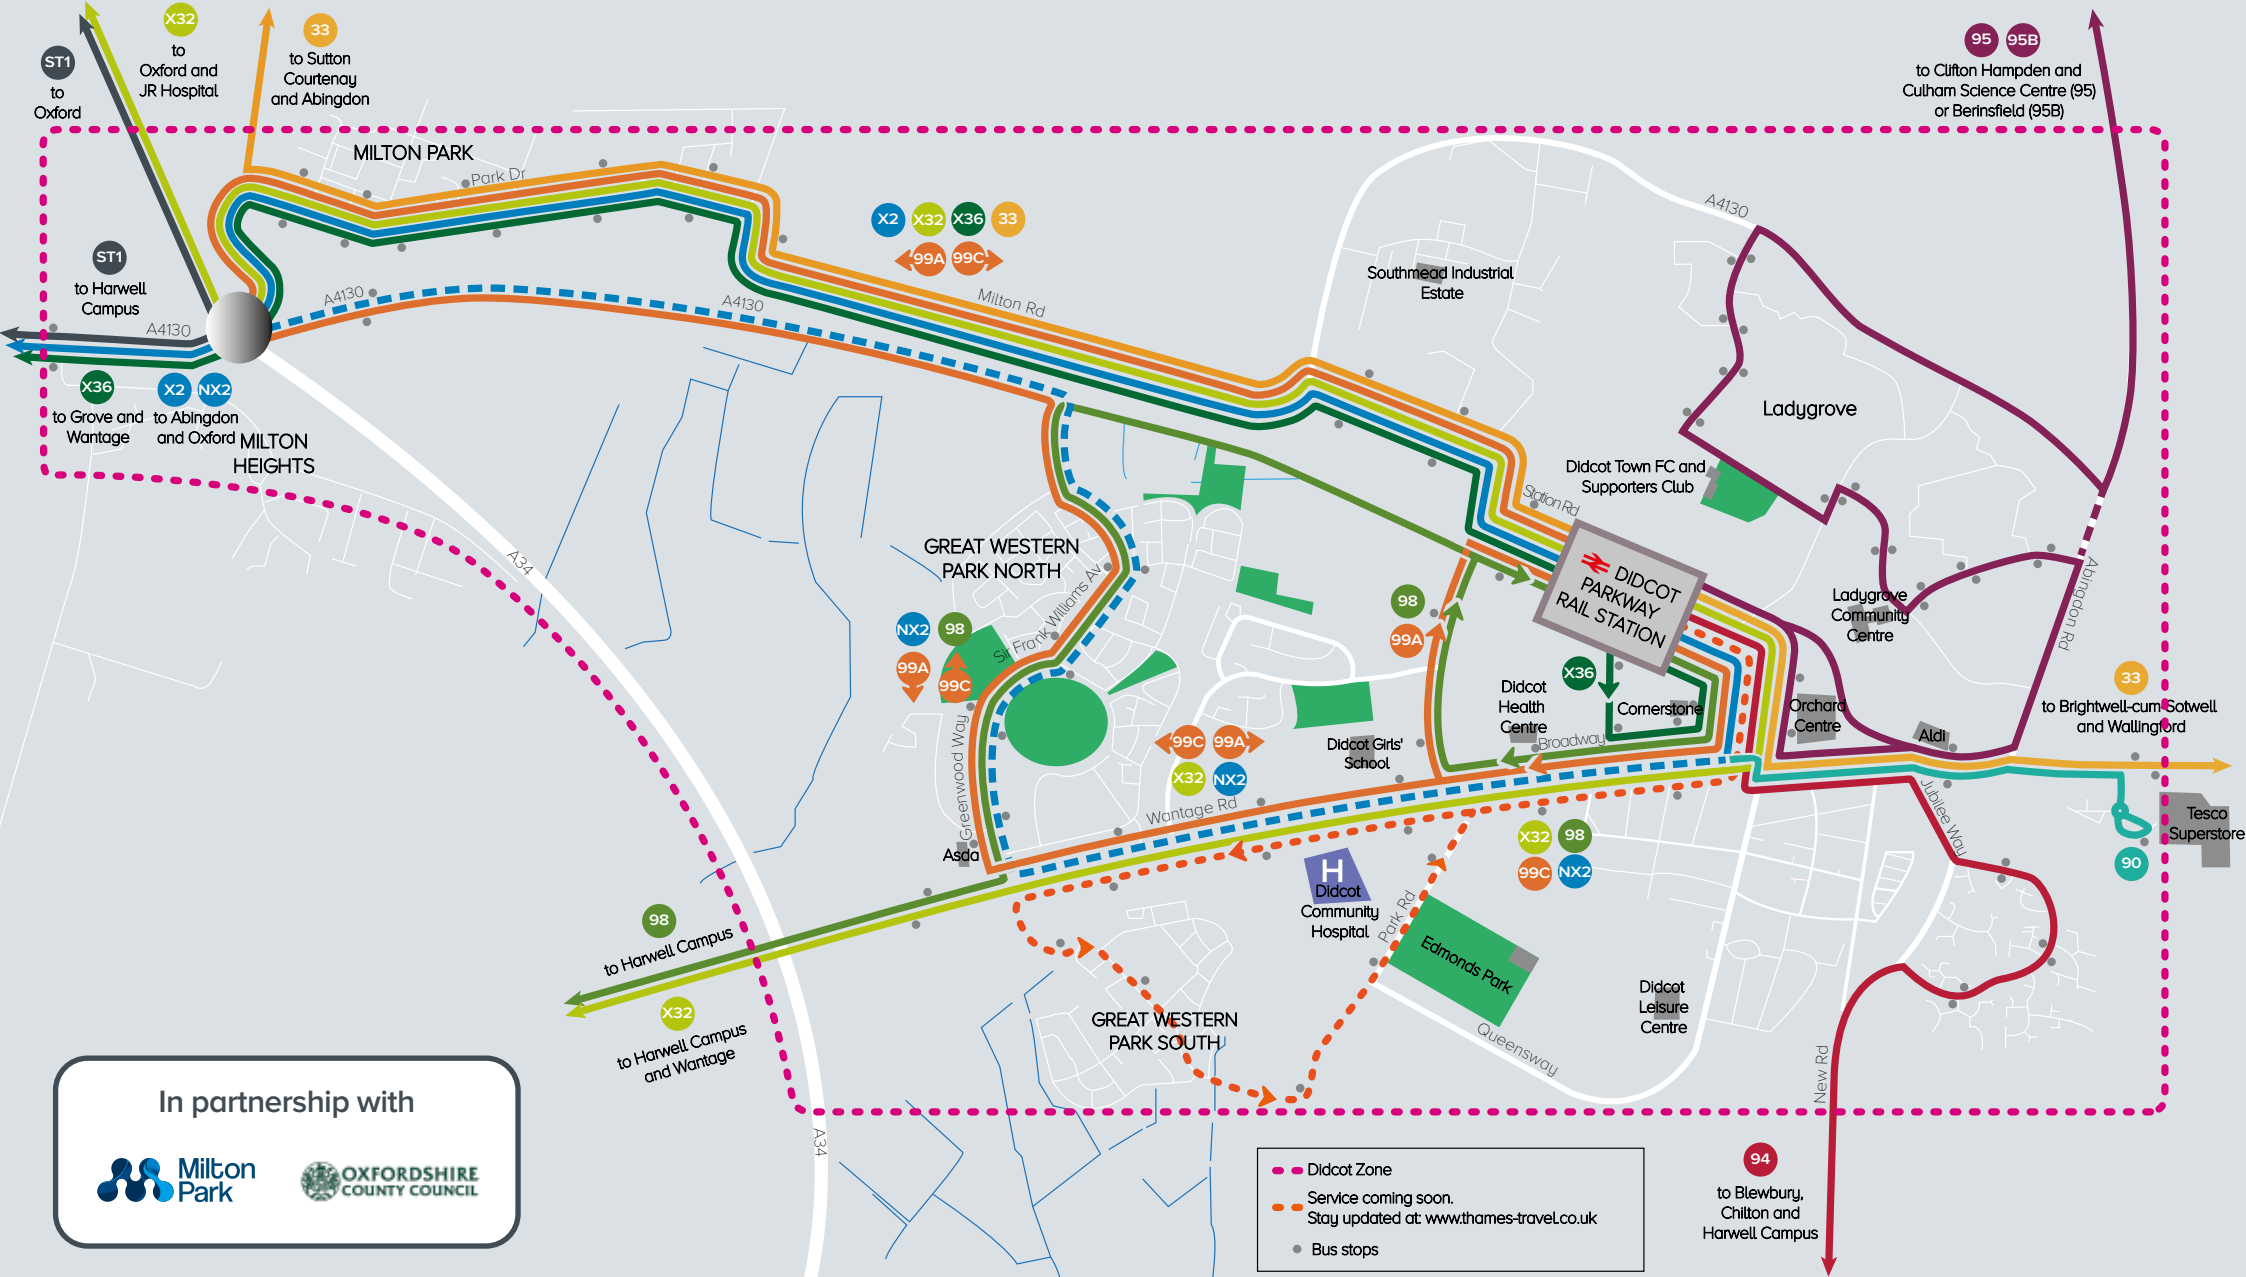 X32
to
Oxford and
JR Hospital
33
to Sutton
Courtenay
and Abingdon
ST1
to
Oxford
95 95B
to Clifton Hampden and
Culham Science Centre (95)
or Berinsfield (95B)
MILTON PARK
Park Dr
X2 X32 X36 33
99A 99C
A4130
Southmead Industrial
Estate
ST1
to Harwell
Campus
A4130
A4130
A4130
Milton Rd
X36
to Grove and
Wantage
X2 NX2
to Abingdon
and Oxford
MILTON
HEIGHTS
Ladygrove
Didcot Town FC and
Supporters Club
Station Rd
A34
GREAT WESTERN
PARK NORTH
Sir Frank Williams Av
DIDCOT
PARKWAY
RAIL STATION
Abingdon Rd
Ladygrove
Community
Centre
NX2 98
99A
99C
98
99A
X36
Didcot
Health
Centre
Cornerstone
Orchard
Centre
33
to Brightwell-cum-Sotwell
and Wallingford
Greenwood Way
99C 99A
X32 NX2
Didcot Girls'
School
Broadway
Aldi
Wantage Rd
Asda
Jubilee Way
Tesco
Superstore
90
X32 98
99C NX2
H
Didcot
Community
Hospital
Park Rd
Edmonds Park
98
to Harwell Campus
X32
to Harwell Campus
and Wantage
GREAT WESTERN
PARK SOUTH
Queensway
Didcot
Leisure
Centre
New Rd
A34
In partnership with
Milton
Park
OXFORDSHIRE
COUNTY COUNCIL
Didcot Zone
Service coming soon.
Stay updated at: www.thames-travel.co.uk
Bus stops
94
to Blewbury,
Chilton and
Harwell Campus